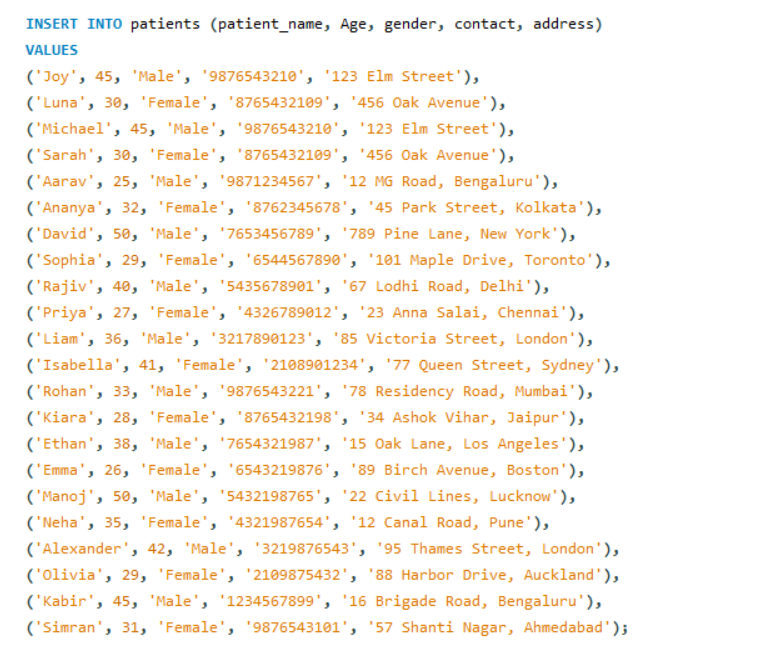 INSERT INTO patients (patient_name, Age, gender, contact, address)
VALUES
('Joy', 45, 'Male', '9876543210', '123 Elm Street'),
('Luna', 30, 'Female', '8765432109', '456 Oak Avenue'),
('Michael', 45, 'Male', '9876543210', '123 Elm Street'),
('Sarah', 30, 'Female', '8765432109', '456 Oak Avenue'),
('Aarav', 25, 'Male', '9871234567', '12 MG Road, Bengaluru'),
('Ananya', 32, 'Female', '8762345678', '45 Park Street, Kolkata'),
('David', 50, 'Male', '7653456789', '789 Pine Lane, New York'),
('Sophia', 29, 'Female', '6544567890', '101 Maple Drive, Toronto'),
('Rajiv', 40, 'Male', '5435678901', '67 Lodhi Road, Delhi'),
('Priya', 27, 'Female', '4326789012', '23 Anna Salai, Chennai'),
('Liam', 36, 'Male', '3217890123', '85 Victoria Street, London'),
('Isabella', 41, 'Female', '2108901234', '77 Queen Street, Sydney'),
('Rohan', 33, 'Male', '9876543221', '78 Residency Road, Mumbai'),
('Kiara', 28, 'Female', '8765432198', '34 Ashok Vihar, Jaipur'),
('Ethan', 38, 'Male', '7654321987', '15 Oak Lane, Los Angeles'),
('Emma', 26, 'Female', '6543219876', '89 Birch Avenue, Boston'),
('Manoj', 50, 'Male', '5432198765', '22 Civil Lines, Lucknow'),
('Neha', 35, 'Female', '4321987654', '12 Canal Road, Pune'),
('Alexander', 42, 'Male', '3219876543', '95 Thames Street, London'),
('Olivia', 29, 'Female', '2109875432', '88 Harbor Drive, Auckland'),
('Kabir', 45, 'Male', '1234567899', '16 Brigade Road, Bengaluru'),
('Simran', 31, 'Female', '9876543101', '57 Shanti Nagar, Ahmedabad');